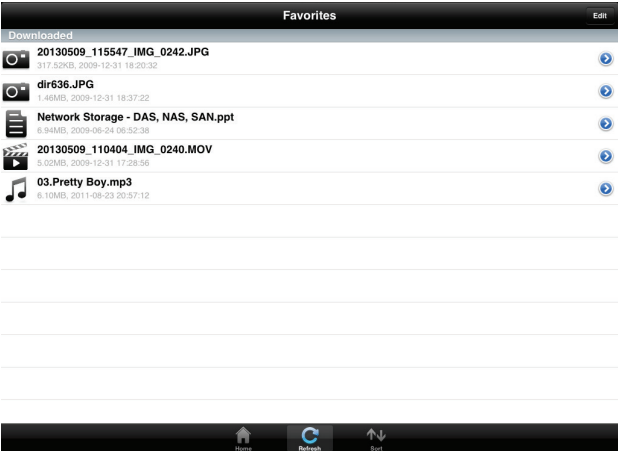 Favorites
Edit
Downloaded
20130509_115547_IMG_0242.JPG
317.52KB, 2009-12-31 18:20:32
dir636.JPG
1.46MB, 2009-12-31 18:37:22
Network Storage - DAS, NAS, SAN.ppt
6.94MB, 2009-06-24 06:52:38
20130509_110404_IMG_0240.MOV
5.02MB, 2009-12-31 17:28:56
03.Pretty Boy.mp3
6.10MB, 2011-08-23 20:57:12
Home
Refresh
Sort